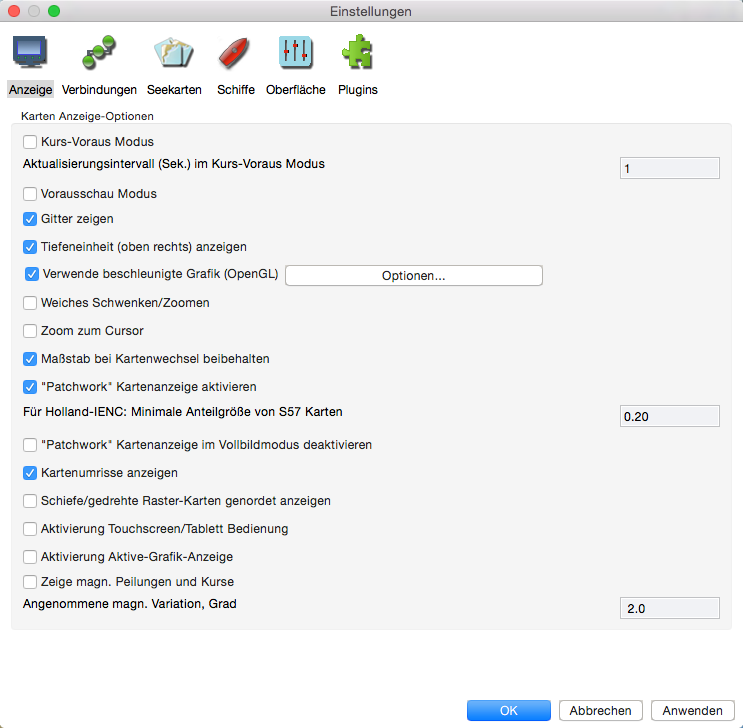 Einstellungen
Anzeige Verbindungen Seekarten Schiffe Oberfläche Plugins
Karten Anzeige-Optionen
Kurs-Voraus Modus
Aktualisierungsintervall (Sek.) im Kurs-Voraus Modus 1
Vorausschau Modus
Gitter zeigen
Tiefeneinheit (oben rechts) anzeigen
Verwende beschleunigte Grafik (OpenGL) Optionen...
Weiches Schwenken/Zoomen
Zoom zum Cursor
Maßstab bei Kartenwechsel beibehalten
"Patchwork" Kartenanzeige aktivieren
Für Holland-IENC: Minimale Anteilgröße von S57 Karten 0.20
"Patchwork" Kartenanzeige im Vollbildmodus deaktivieren
Kartenumrisse anzeigen
Schiefe/gedrehte Raster-Karten genordet anzeigen
Aktivierung Touchscreen/Tablett Bedienung
Aktivierung Aktive-Grafik-Anzeige
Zeige magn. Peilungen und Kurse
Angenommene magn. Variation, Grad 2.0
OK Abbrechen Anwenden